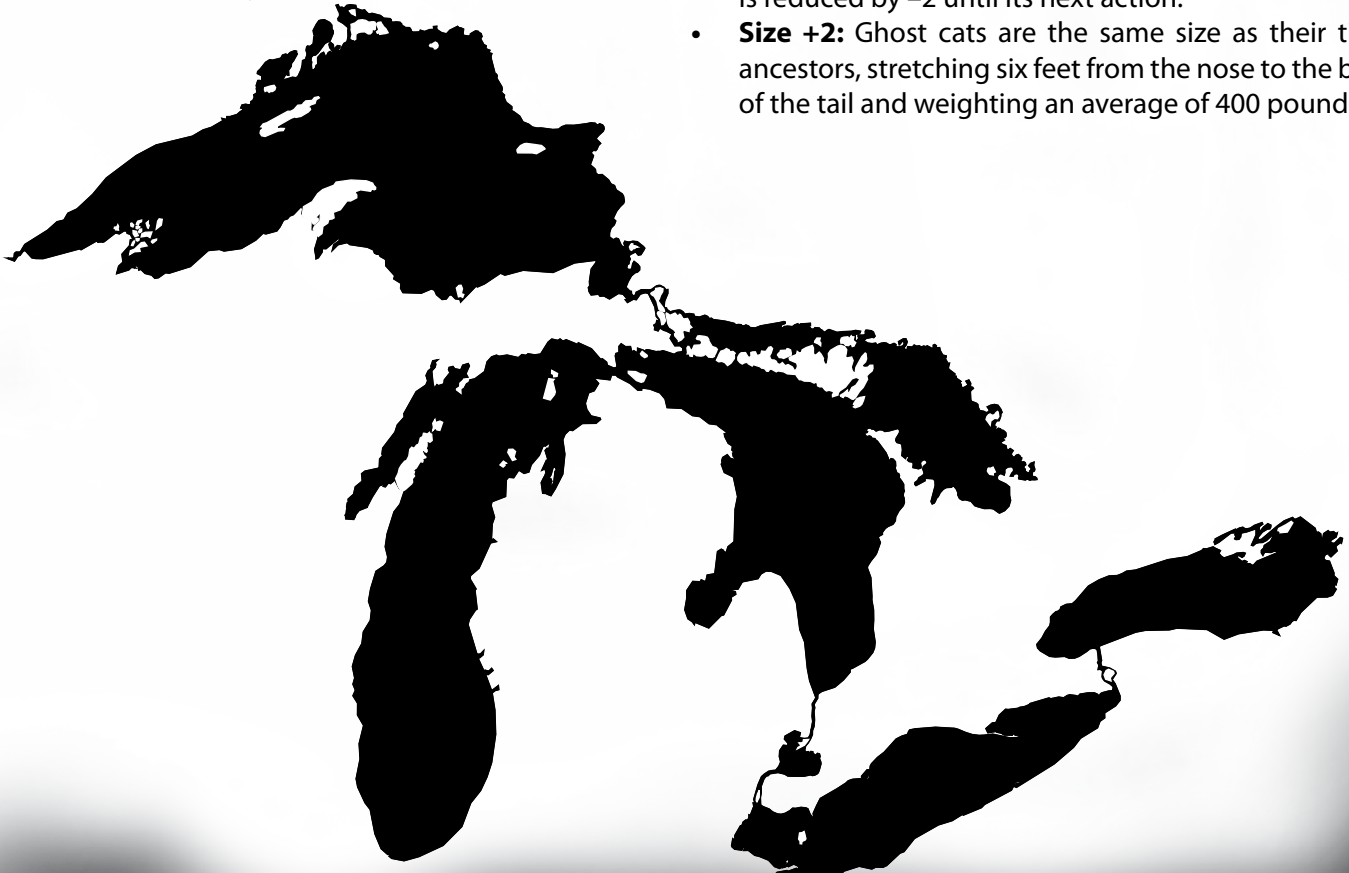 is reduced by –2 until its next action.
• Size +2: Ghost cats are the same size as their
ancestors, stretching six feet from the nose to the
of the tail and weighting an average of 400 pound